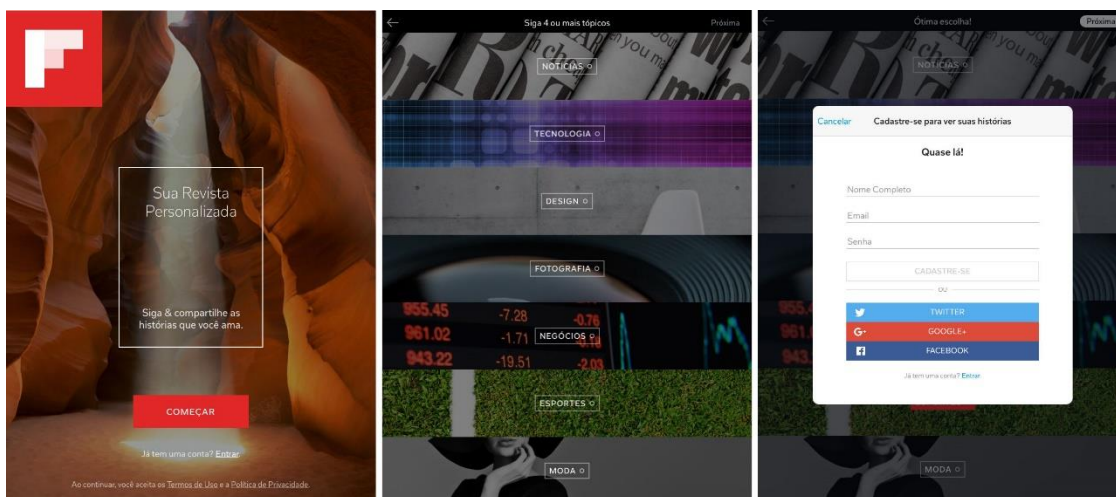 Sua Revista
Personalizada
Siga & compartilhe as
histórias que você ama.
COMEÇAR
Já tem uma conta? Entrar
Ao continuar, você aceita os Termos de Uso e a Política de Privacidade.
Siga 4 ou mais tópicos
Próxima
NOTÍCIAS
TECNOLOGIA
DESIGN
FOTOGRAFIA
955.45 -7.28 -0.76
961.02 -1.71 NEGÓCIOS
943.22 -19.51 -2.03
ESPORTES
MODA
Ótima escolha!
Próxima
NOTÍCIAS
Cancelar
Cadastre-se para ver suas histórias
Quase lá!
Nome Completo
Email
Senha
CADASTRE-SE
OU
TWITTER
G+ GOOGLE+
FACEBOOK
Já tem uma conta? Entrar
MODA